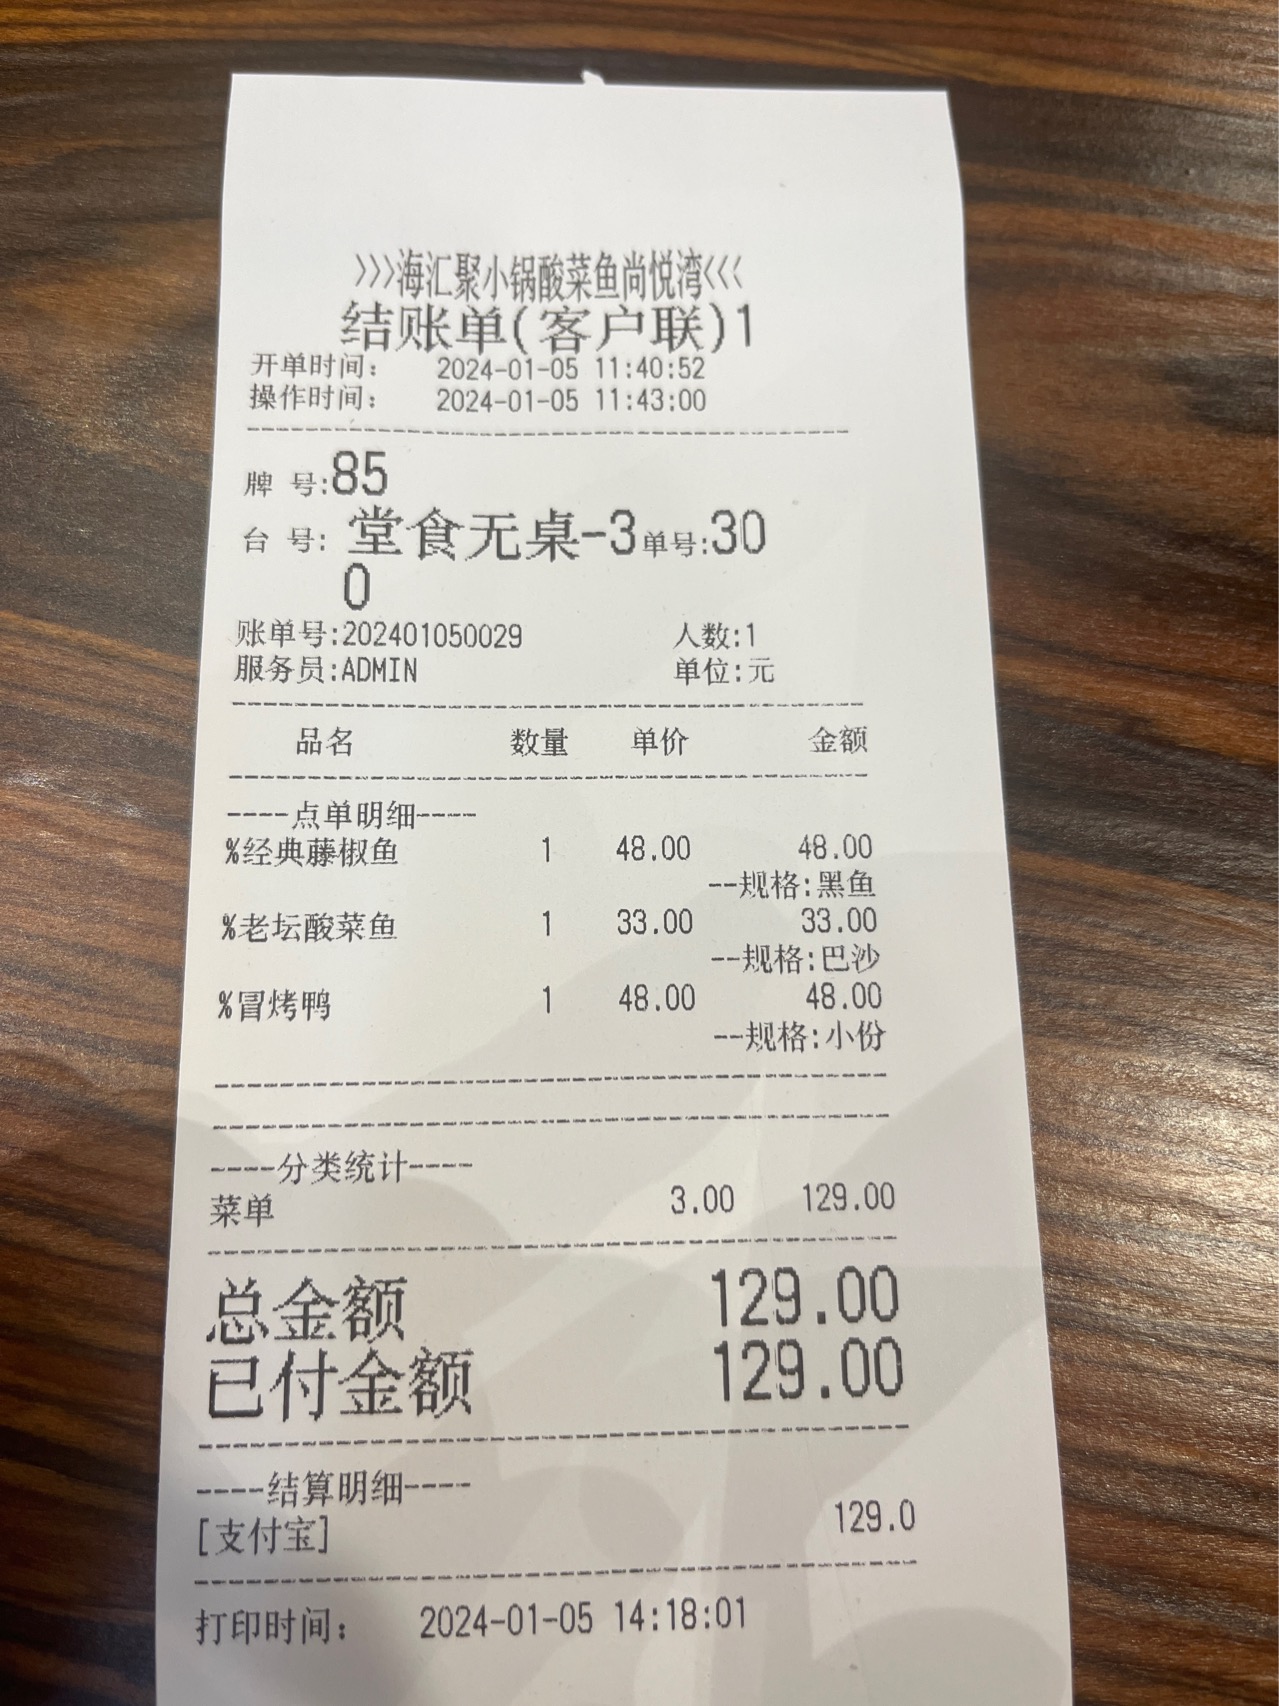 >>>海汇聚小锅酸菜鱼尚悦湾<<<
结账单(客户联)1
开单时间: 2024-01-05 11:40:52
操作时间: 2024-01-05 11:43:00
牌 号:85
台 号: 堂食无桌-3单号:30
0
账单号:202401050029 人数:1
服务员:ADMIN 单位:元
品名 数量 单价 金额
----点单明细----
%经典藤椒鱼 1 48.00 48.00
--规格:黑鱼
%老坛酸菜鱼 1 33.00 33.00
--规格:巴沙
%冒烤鸭 1 48.00 48.00
--规格:小份
----分类统计----
菜单 3.00 129.00
总金额 129.00
已付金额 129.00
----结算明细----
[支付宝] 129.0
打印时间: 2024-01-05 14:18:01